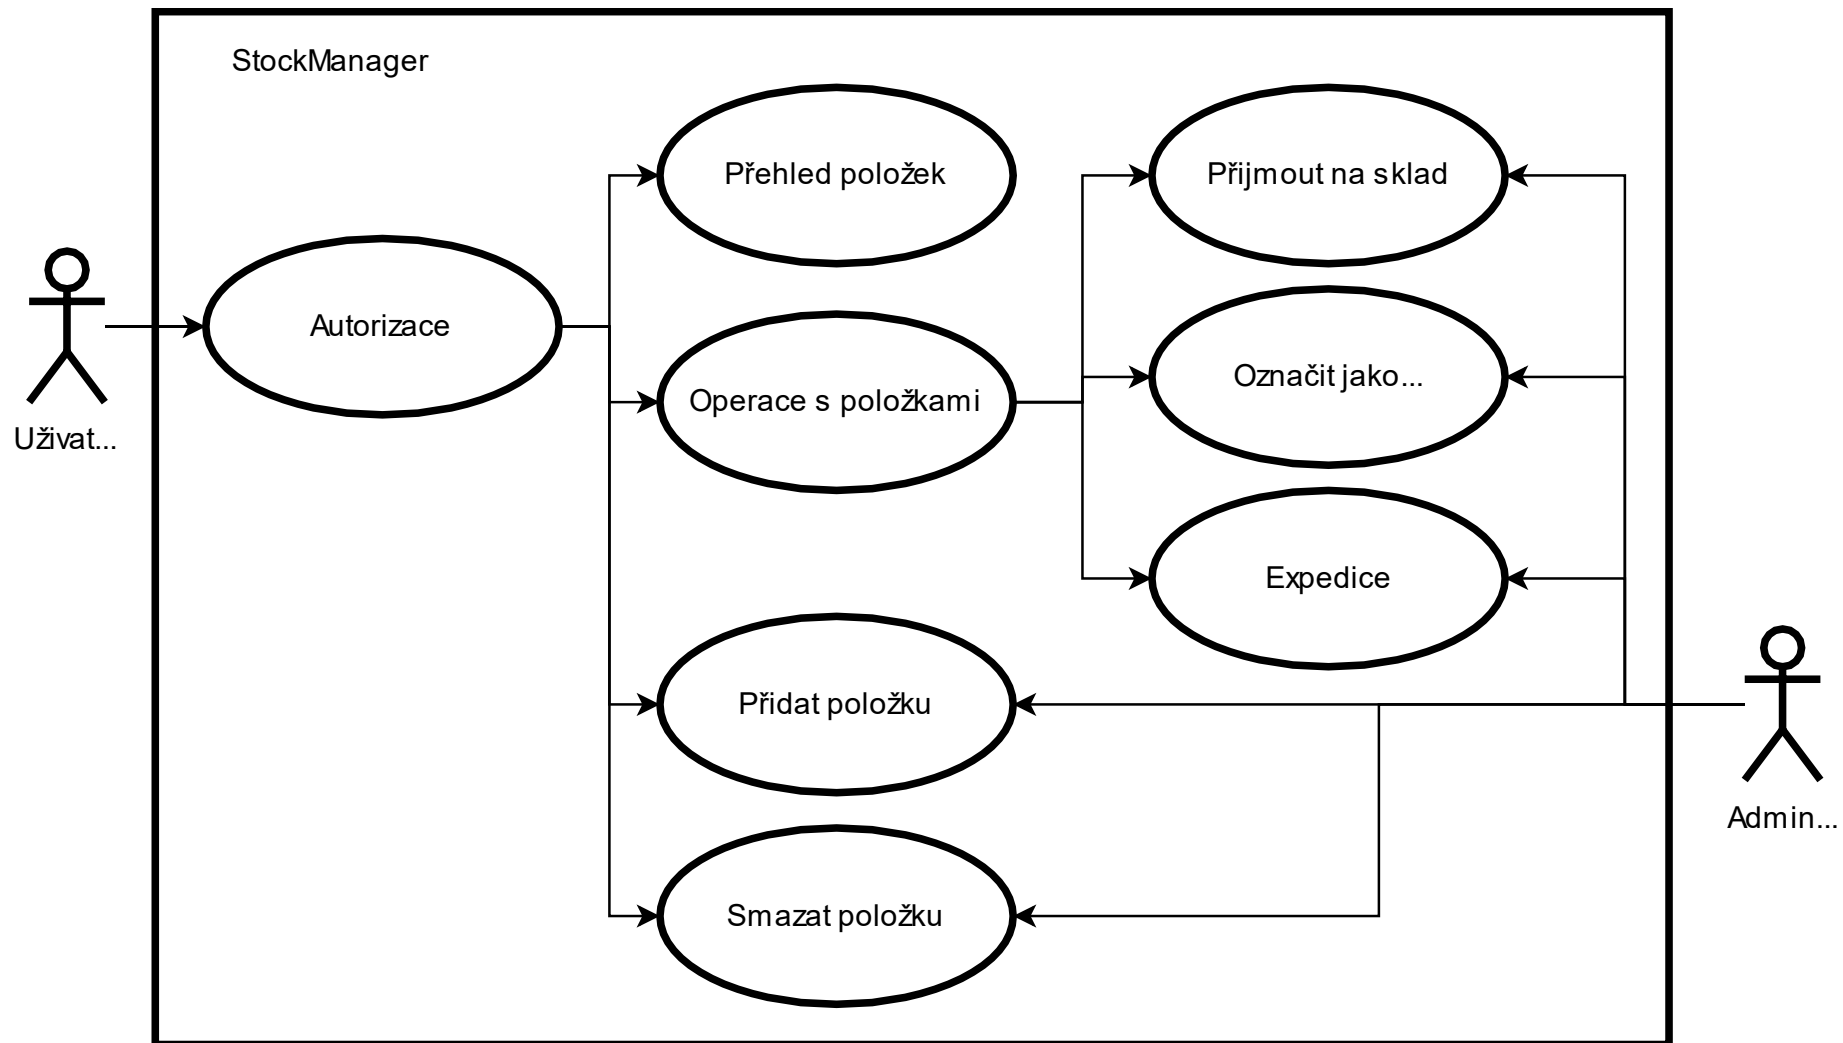 StockManager
Přehled položek
Přijmout na sklad
Autorizace
Označit jako...
Operace s položkami
Uživat...
Expedice
Přidat položku
Admin...
Smazat položku